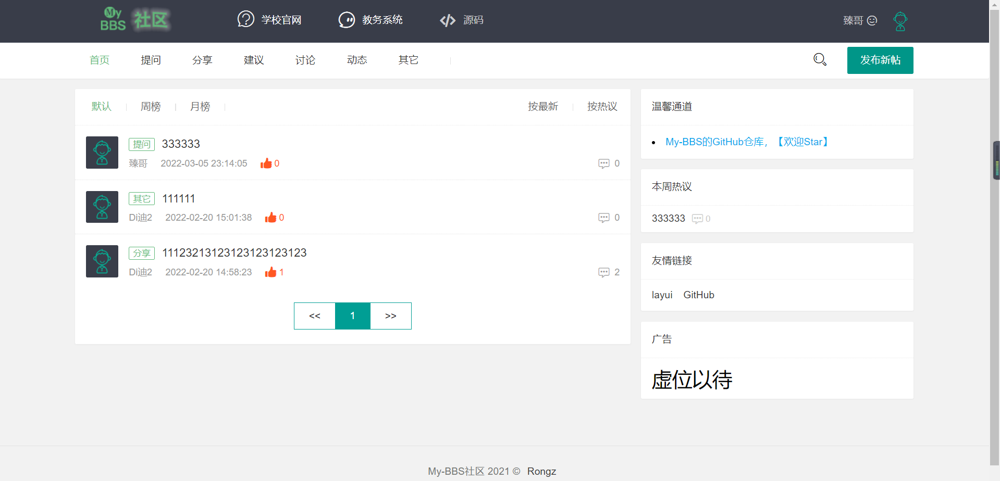 My BBS 社区 学校官网 教务系统 源码 臻哥
首页 提问 分享 建议 讨论 动态 其它 发布新帖
默认 周榜 月榜 按最新 按热议
提问 333333
臻哥 2022-03-05 23:14:05 0 0
其它 111111
Di迪2 2022-02-20 15:01:38 0 0
分享 11123213123123123123123
Di迪2 2022-02-20 14:58:23 1 2
<< 1 >>
温馨通道
My-BBS的GitHub仓库，【欢迎Star】
本周热议
333333 0
友情链接
layui GitHub
广告
虚位以待
My-BBS社区 2021 © Rongz